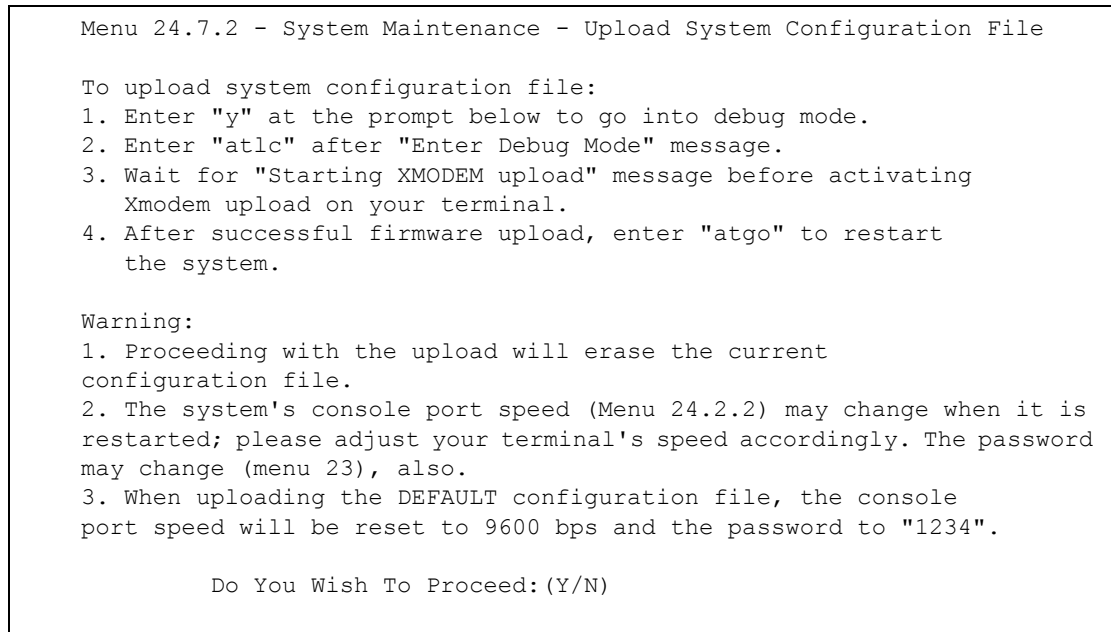 Menu 24.7.2 - System Maintenance - Upload System Configuration File
To upload system configuration file:
1. Enter "y" at the prompt below to go into debug mode.
2. Enter "atlc" after "Enter Debug Mode" message.
3. Wait for "Starting XMODEM upload" message before activating
Xmodem upload on your terminal.
4. After successful firmware upload, enter "atgo" to restart
the system.
Warning:
1. Proceeding with the upload will erase the current
configuration file.
2. The system's console port speed (Menu 24.2.2) may change when it is
restarted; please adjust your terminal's speed accordingly. The password
may change (menu 23), also.
3. When uploading the DEFAULT configuration file, the console
port speed will be reset to 9600 bps and the password to "1234".
Do You Wish To Proceed:(Y/N)